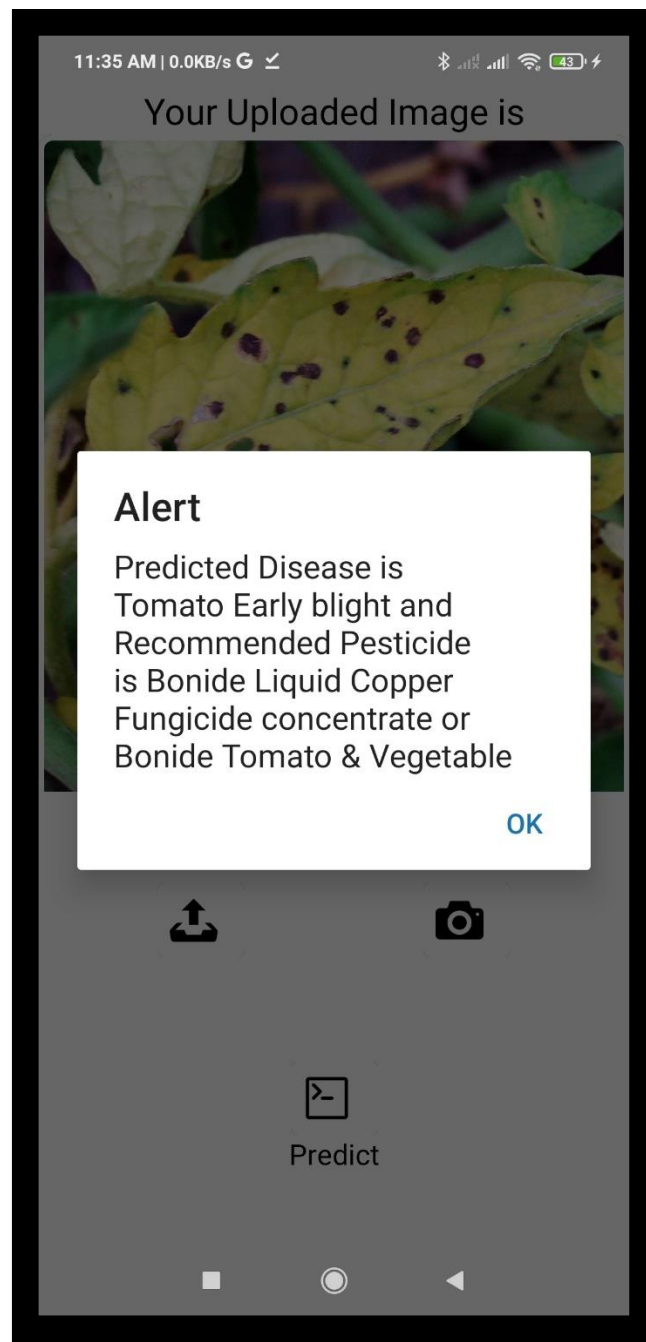 11:35 AM | 0.0KB/s G
43
Your Uploaded Image is
Alert
Predicted Disease is
Tomato Early blight and
Recommended Pesticide
is Bonide Liquid Copper
Fungicide concentrate or
Bonide Tomato & Vegetable
OK
Predict